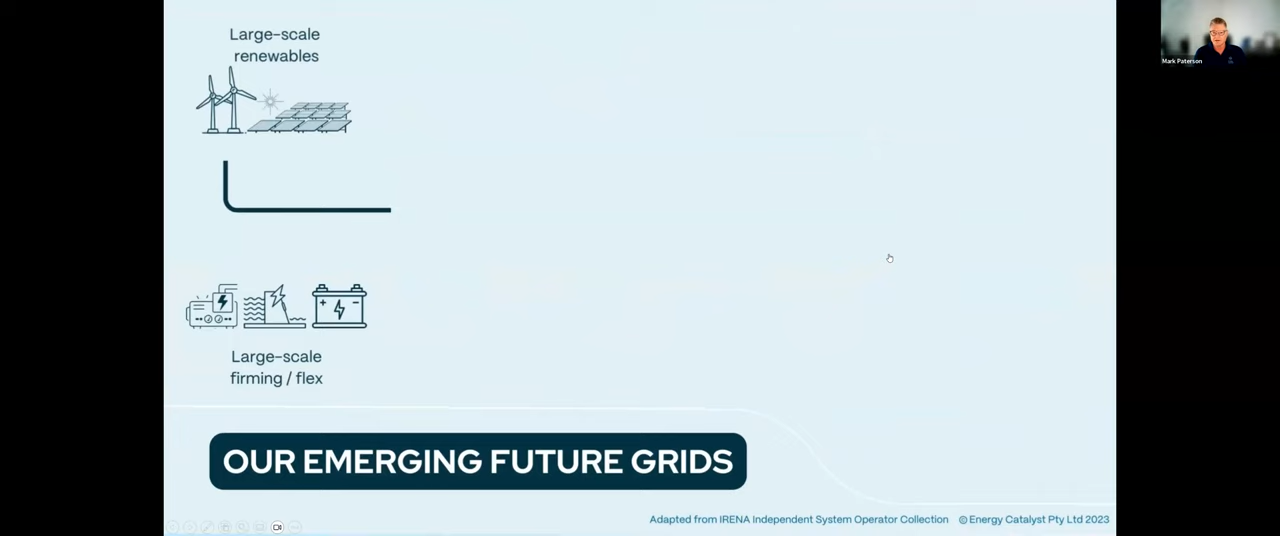 Large-scale
renewables
Mark Paterson
Large-scale
firming / flex
OUR EMERGING FUTURE GRIDS
Adapted from IRENA Independent System Operator Collection © Energy Catalyst Pty Ltd 2023